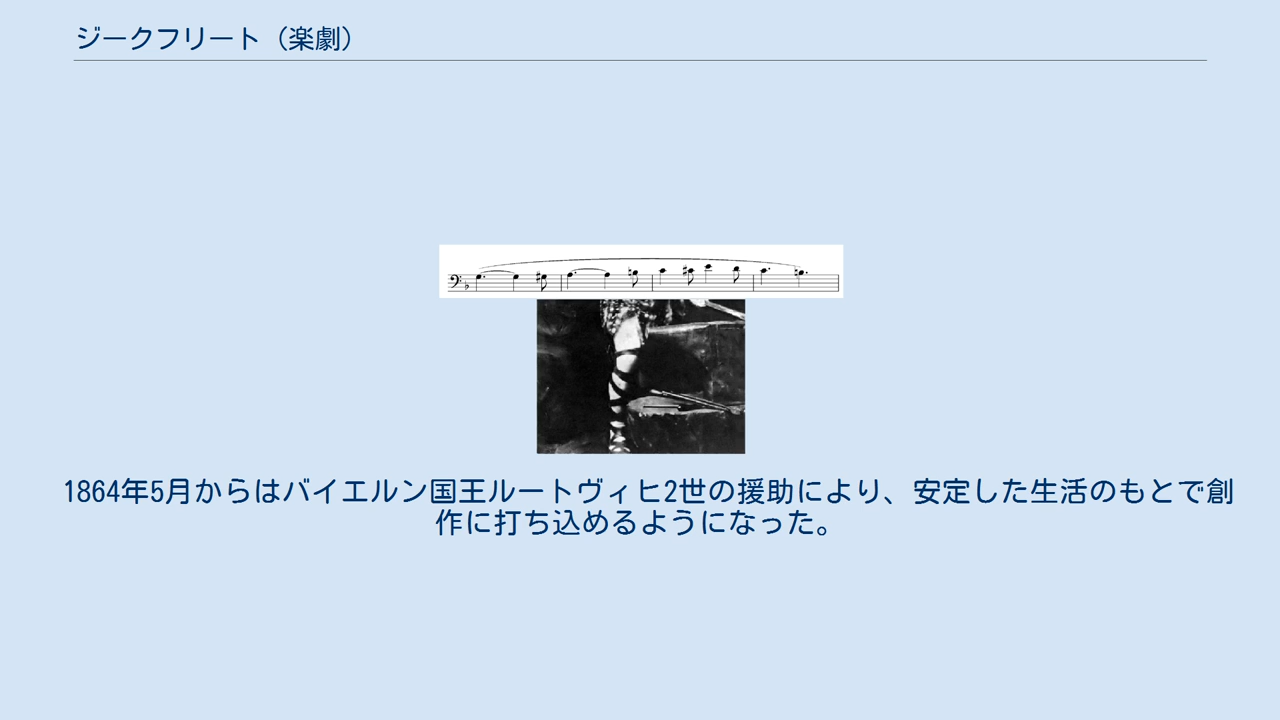 ジークフリート（楽劇）
1864年5月からはバイエルン国王ルートヴィヒ2世の援助により、安定した生活のもとで創
作に打ち込めるようになった。